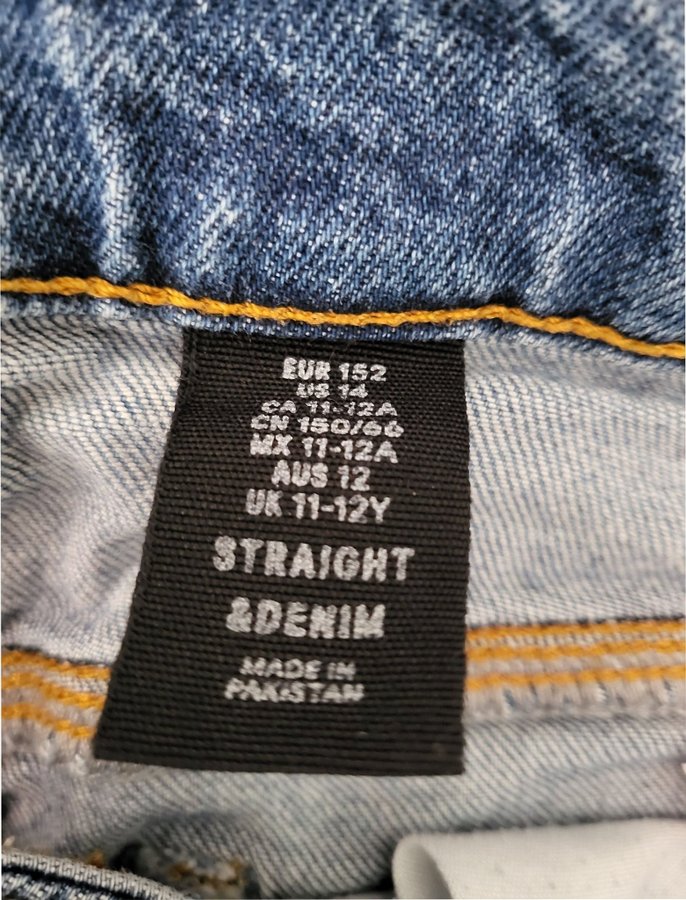 EUR 152
US 14
CA 11-12A
CN 150/66
MX 11-12A
AUS 12
UK 11-12Y
STRAIGHT
&DENIM
MADE IN
PAKISTAN